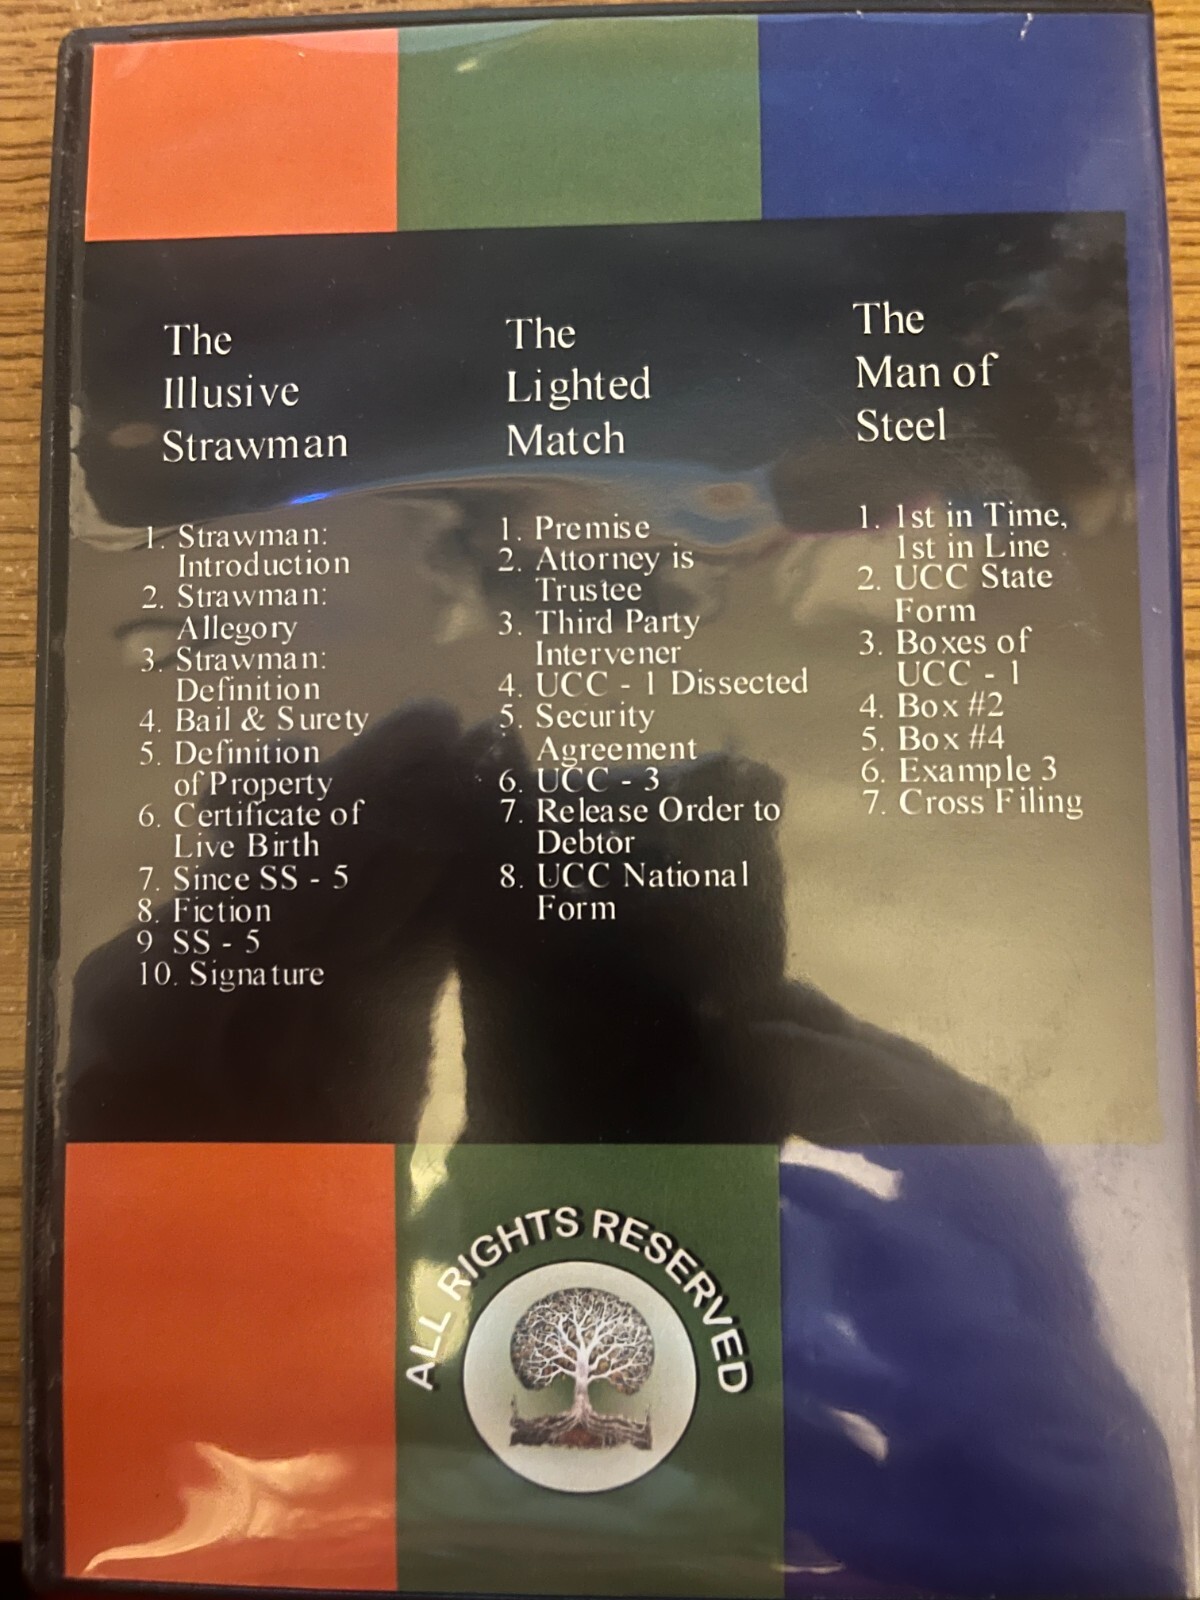 The
Illusive
Strawman
1. Strawman:
Introduction
2. Strawman:
Allegory
3. Strawman:
Definition
4. Bail & Surety
5. Definition
of Property
6. Certificate of
Live Birth
7. Since SS - 5
8. Fiction
9 SS - 5
10. Signature
The
Lighted
Match
1. Premise
2. Attorney is
Trustee
3. Third Party
Intervener
4. UCC - 1 Dissected
5. Security
Agreement
6. UCC - 3
7. Release Order to
Debtor
8. UCC National
Form
The
Man of
Steel
1. 1st in Time,
1st in Line
2. UCC State
Form
3. Boxes of
UCC - 1
4. Box #2
5. Box #4
6. Example 3
7. Cross Filing
ALL RIGHTS RESERVED